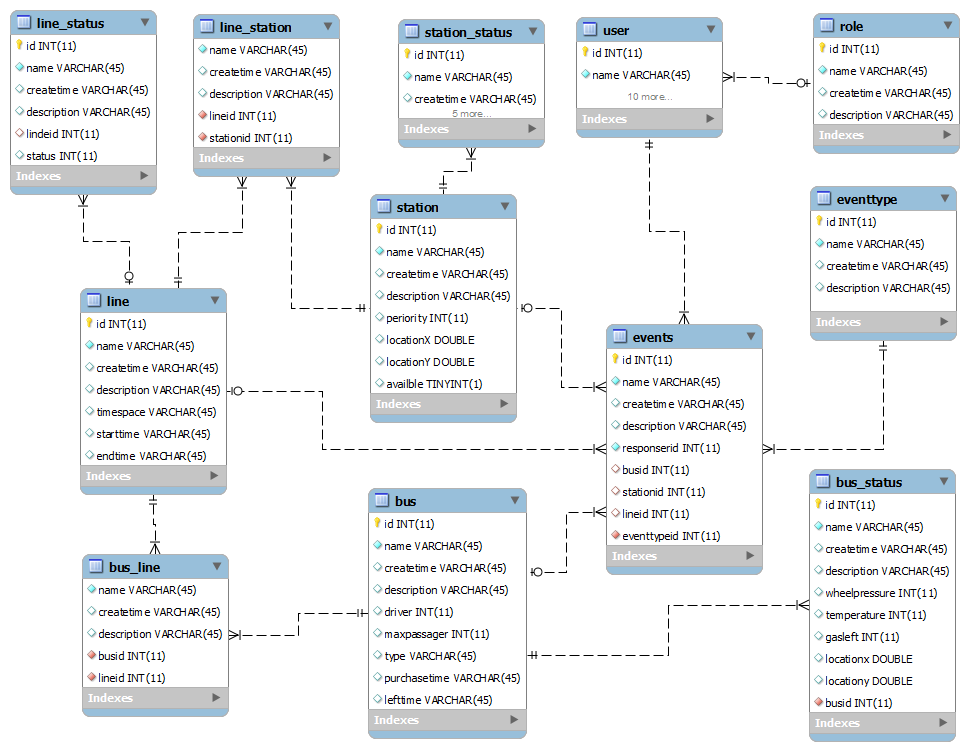 line_status
id INT(11)
name VARCHAR(45)
createtime VARCHAR(45)
description VARCHAR(45)
lindeid INT(11)
status INT(11)
Indexes
line_station
name VARCHAR(45)
createtime VARCHAR(45)
description VARCHAR(45)
lineid INT(11)
stationid INT(11)
Indexes
station_status
id INT(11)
name VARCHAR(45)
createtime VARCHAR(45)
5 more...
Indexes
user
id INT(11)
name VARCHAR(45)
10 more...
Indexes
role
id INT(11)
name VARCHAR(45)
createtime VARCHAR(45)
description VARCHAR(45)
Indexes
station
id INT(11)
name VARCHAR(45)
createtime VARCHAR(45)
description VARCHAR(45)
periority INT(11)
locationX DOUBLE
locationY DOUBLE
availble TINYINT(1)
Indexes
eventtype
id INT(11)
name VARCHAR(45)
createtime VARCHAR(45)
description VARCHAR(45)
Indexes
line
id INT(11)
name VARCHAR(45)
createtime VARCHAR(45)
description VARCHAR(45)
timespace VARCHAR(45)
starttime VARCHAR(45)
endtime VARCHAR(45)
Indexes
events
id INT(11)
name VARCHAR(45)
createtime VARCHAR(45)
description VARCHAR(45)
responserid INT(11)
busid INT(11)
stationid INT(11)
lineid INT(11)
eventtypeid INT(11)
Indexes
bus_line
name VARCHAR(45)
createtime VARCHAR(45)
description VARCHAR(45)
busid INT(11)
lineid INT(11)
Indexes
bus
id INT(11)
name VARCHAR(45)
createtime VARCHAR(45)
description VARCHAR(45)
driver INT(11)
maxpassager INT(11)
type VARCHAR(45)
purchasetime VARCHAR(45)
lefttime VARCHAR(45)
Indexes
bus_status
id INT(11)
name VARCHAR(45)
createtime VARCHAR(45)
description VARCHAR(45)
wheelpressure INT(11)
temperature INT(11)
gasleft INT(11)
locationx DOUBLE
locationy DOUBLE
busid INT(11)
Indexes